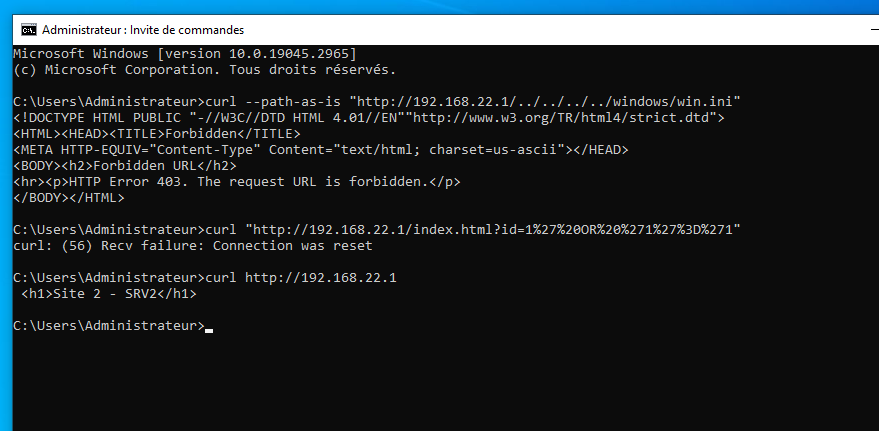 Administrateur : Invite de commandes
Microsoft Windows [version 10.0.19045.2965]
(c) Microsoft Corporation. Tous droits réservés.
C:\Users\Administrateur>curl --path-as-is "http://192.168.22.1/../../../../windows/win.ini"
<!DOCTYPE HTML PUBLIC "-//W3C//DTD HTML 4.01//EN""http://www.w3.org/TR/html4/strict.dtd">
<HTML><HEAD><TITLE>Forbidden</TITLE>
<META HTTP-EQUIV="Content-Type" Content="text/html; charset=us-ascii"></HEAD>
<BODY><h2>Forbidden URL</h2>
<hr><p>HTTP Error 403. The request URL is forbidden.</p>
</BODY></HTML>
C:\Users\Administrateur>curl "http://192.168.22.1/index.html?id=1%27%20OR%20%271%27%3D%271"
curl: (56) Recv failure: Connection was reset
C:\Users\Administrateur>curl http://192.168.22.1
<h1>Site 2 - SRV2</h1>
C:\Users\Administrateur>